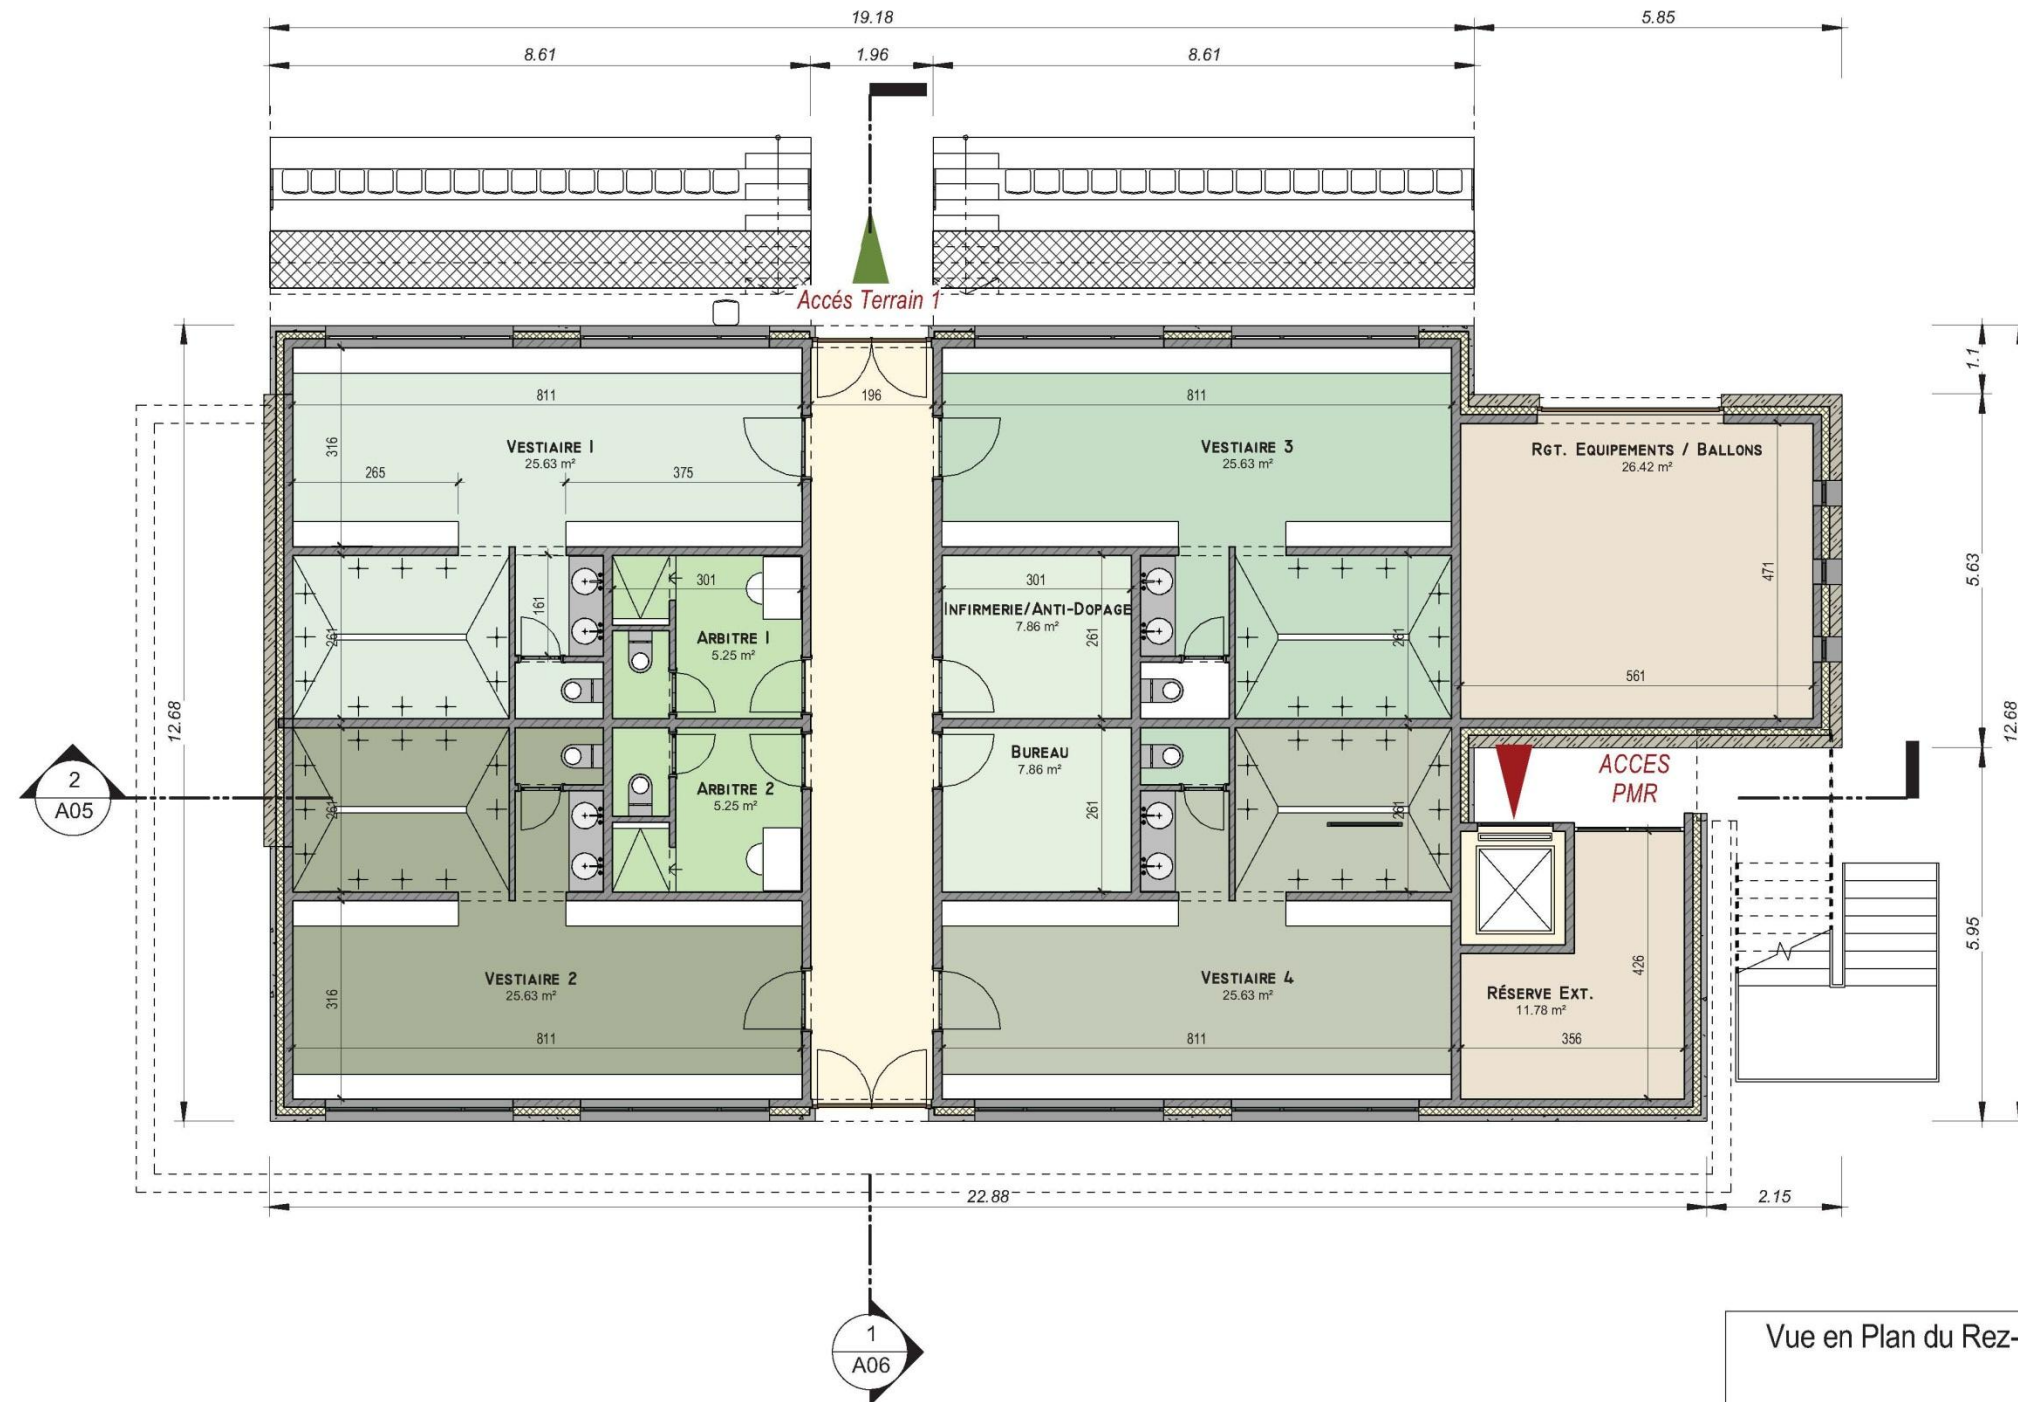 19.18
5.85
8.61
1.96
8.61
Accés Terrain 1
1.1
811
196
811
VESTIAIRE 1
25.63 m²
VESTIAIRE 3
25.63 m²
RGT. EQUIPEMENTS / BALLONS
26.42 m²
316
265
375
301
301
471
5.63
161
INFIRMERIE/ANTI-DOPAGE
7.86 m²
261
ARBITRE 1
5.25 m²
261
261
561
12.68
12.68
BUREAU
7.86 m²
ACCES
PMR
2
A05
ARBITRE 2
5.25 m²
261
261
261
5.95
VESTIAIRE 2
25.63 m²
VESTIAIRE 4
25.63 m²
426
316
RÉSERVE EXT.
11.78 m²
811
811
356
22.88
2.15
1
A06
Vue en Plan du Rez-